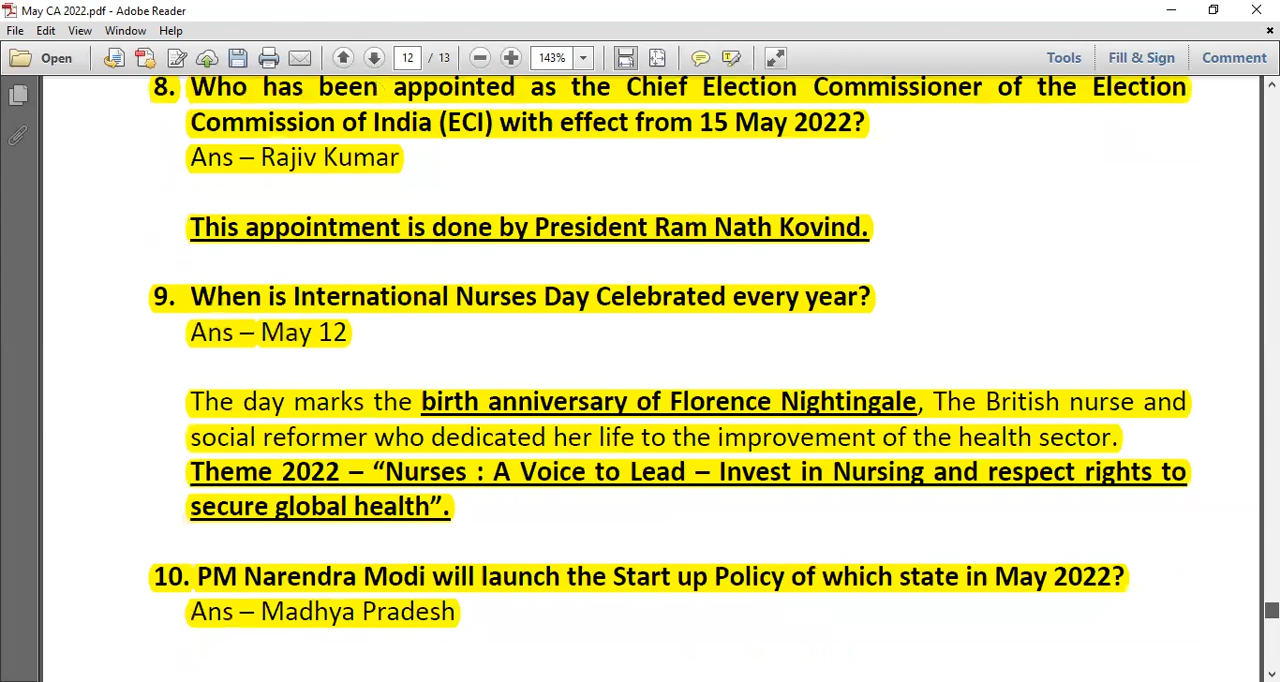 May CA 2022.pdf - Adobe Reader
File Edit View Window Help
Open 12 / 13 143% Tools Fill & Sign Comment
8. Who has been appointed as the Chief Election Commissioner of the Election
Commission of India (ECI) with effect from 15 May 2022?
Ans – Rajiv Kumar
This appointment is done by President Ram Nath Kovind.
9. When is International Nurses Day Celebrated every year?
Ans – May 12
The day marks the birth anniversary of Florence Nightingale, The British nurse and
social reformer who dedicated her life to the improvement of the health sector.
Theme 2022 – “Nurses : A Voice to Lead – Invest in Nursing and respect rights to
secure global health”.
10. PM Narendra Modi will launch the Start up Policy of which state in May 2022?
Ans – Madhya Pradesh